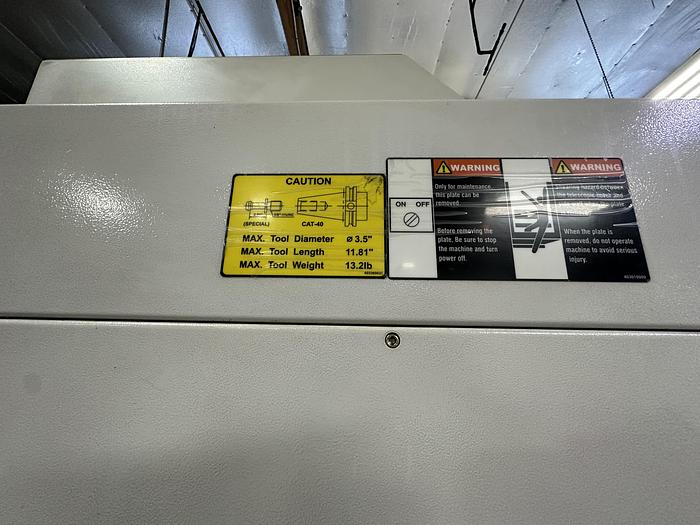 CAUTION
(SPECIAL)
CAT-40
MAX. Tool Diameter ø 3.5"
MAX. Tool Length 11.81"
MAX. Tool Weight 13.2lb
ON OFF
WARNING
Only for maintenance,
this plate can be
removed.
Before removing the
plate, Be sure to stop
the machine and turn
power off.
WARNING
When the plate is
removed, do not operate
machine to avoid serious
injury.